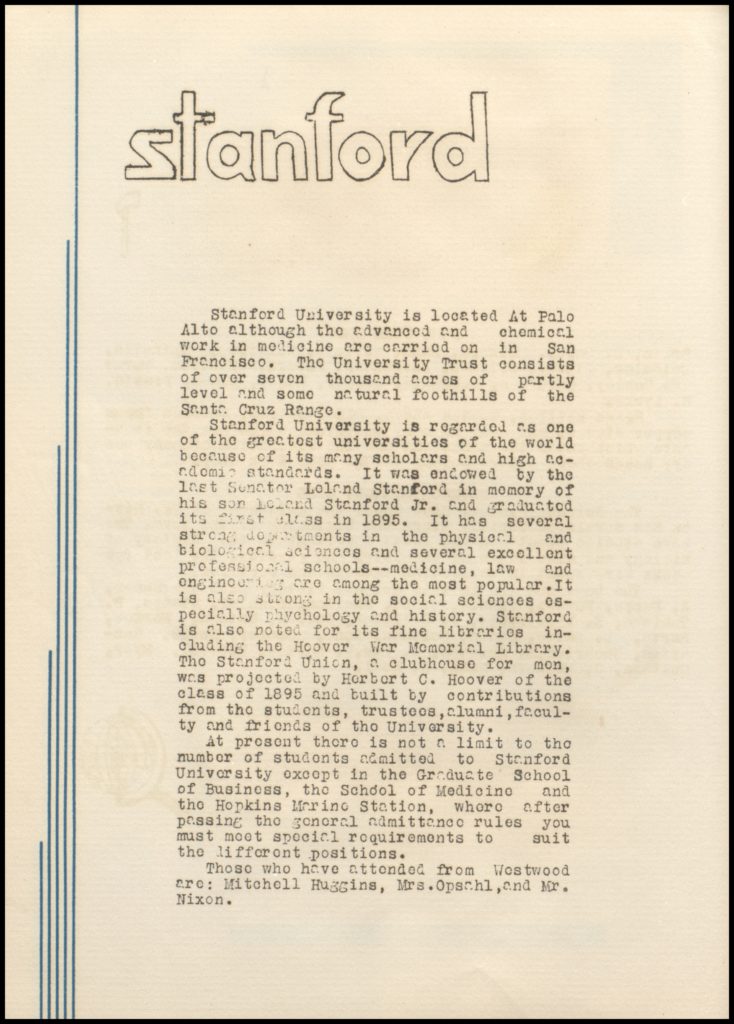 stanford
Stanford University is located At Palo
Alto although the advanced and chemical
work in medicine are carried on in San
Francisco. The University Trust consists
of over seven thousand acres of partly
level and some natural foothills of the
Santa Cruz Range.
Stanford University is regarded as one
of the greatest universities of the world
because of its many scholars and high ac-
ademic standards. It was endowed by the
last Senator Leland Stanford in memory of
his son Leland Stanford Jr. and graduated
its first class in 1895. It has several
strong departments in the physical and
biological sciences and several excellent
professional schools--medicine, law and
engineering are among the most popular.It
is also strong in the social sciences es-
pecially phychology and history. Stanford
is also noted for its fine libraries in-
cluding the Hoover War Memorial Library.
The Stanford Union, a clubhouse for men,
was projected by Herbert C. Hoover of the
class of 1895 and built by contributions
from the students, trustees,alumni,facul-
ty and friends of the University.
At present there is not a limit to the
number of students admitted to Stanford
University except in the Graduate School
of Business, the School of Medicine and
the Hopkins Marine Station, where after
passing the general admittance rules you
must meet special requirements to suit
the different positions.
Those who have attended from Westwood
are: Mitchell Huggins, Mrs.Opsahl,and Mr.
Nixon.